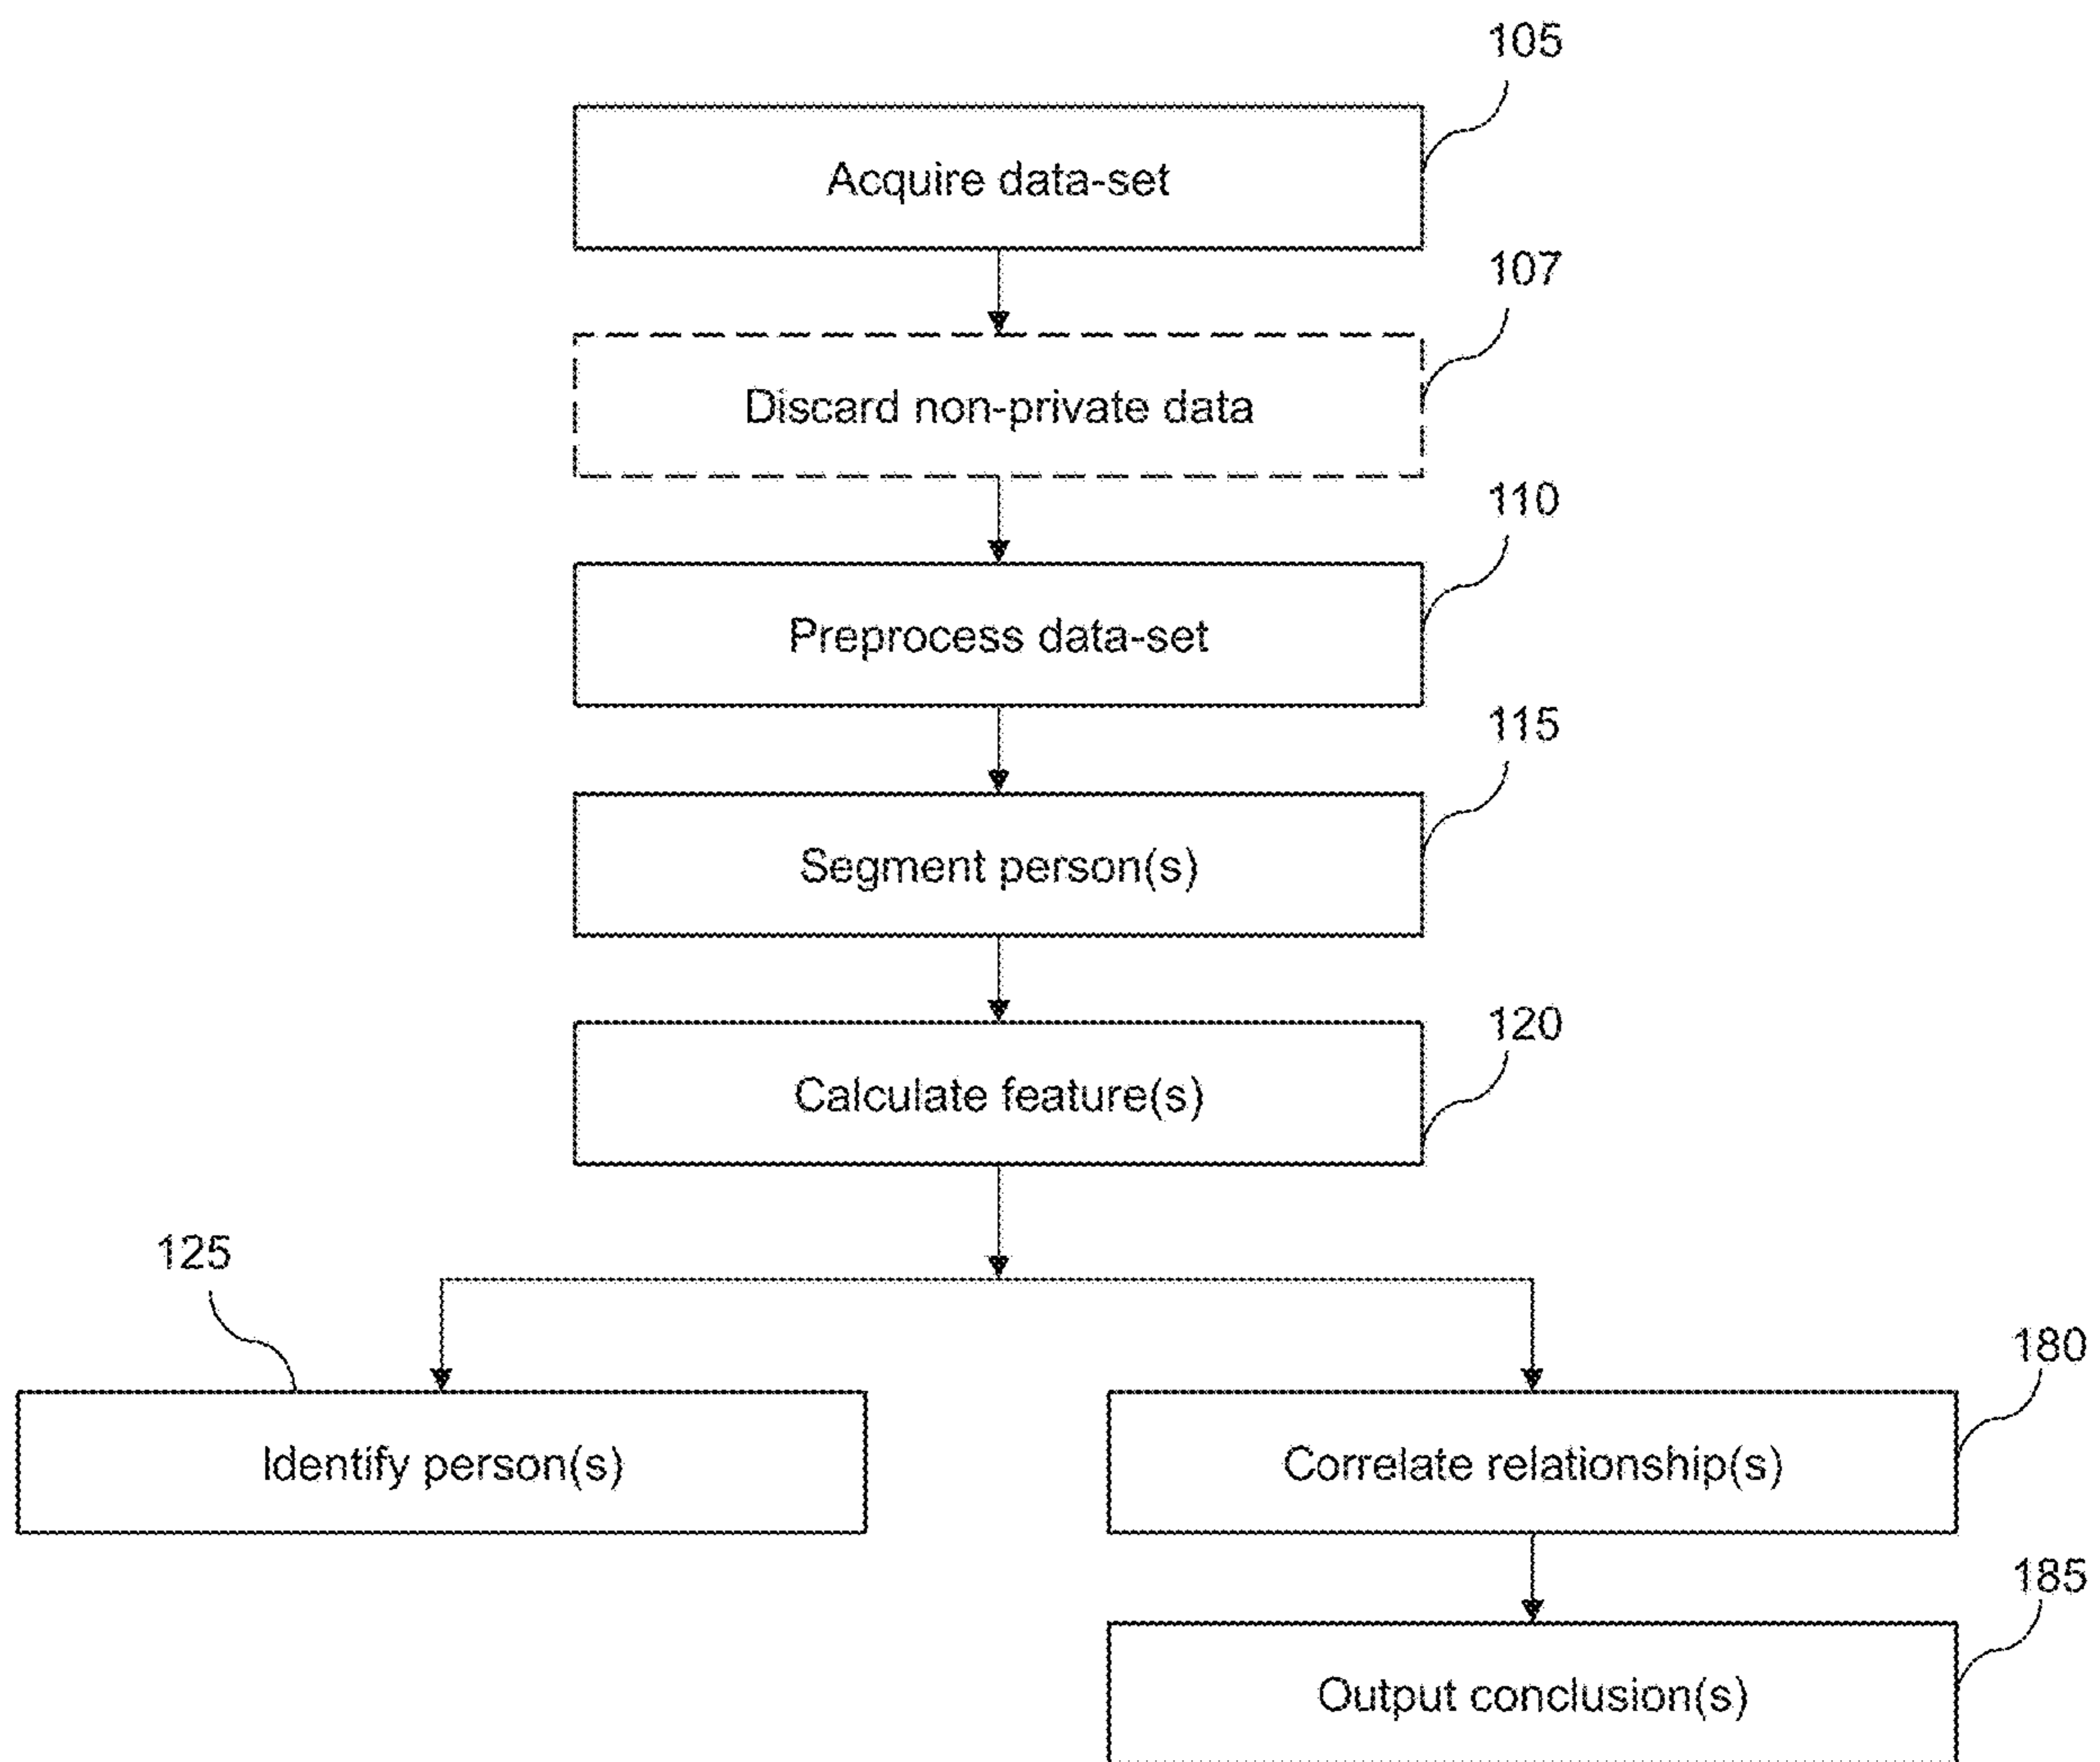 105
Acquire data-set
107
Discard non-private data
110
Preprocess data-set
115
Segment person(s)
120
Calculate feature(s)
125
Identify person(s)
180
Correlate relationship(s)
185
Output conclusion(s)